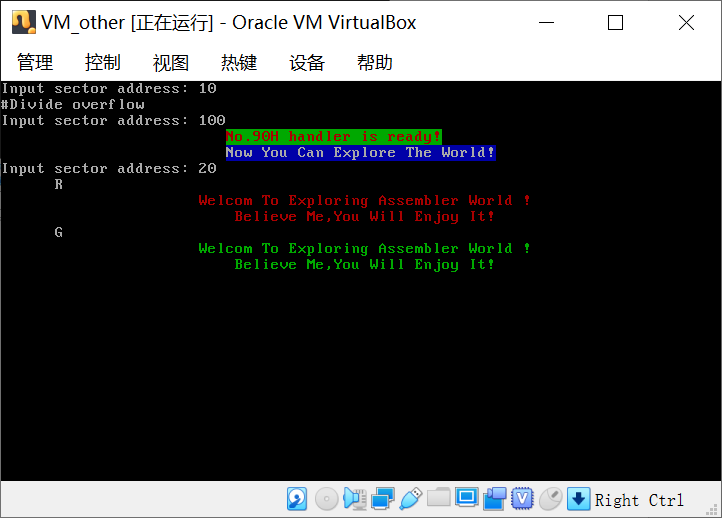 VM_other [正在运行] - Oracle VM VirtualBox
管理 控制 视图 热键 设备 帮助
Input sector address: 10
#Divide overflow
Input sector address: 100
No.90H handler is ready!
Now You Can Explore The World!
Input sector address: 20
R
Welcom To Exploring Assembler World !
Believe Me,You Will Enjoy It!
G
Welcom To Exploring Assembler World !
Believe Me,You Will Enjoy It!
V
Right Ctrl